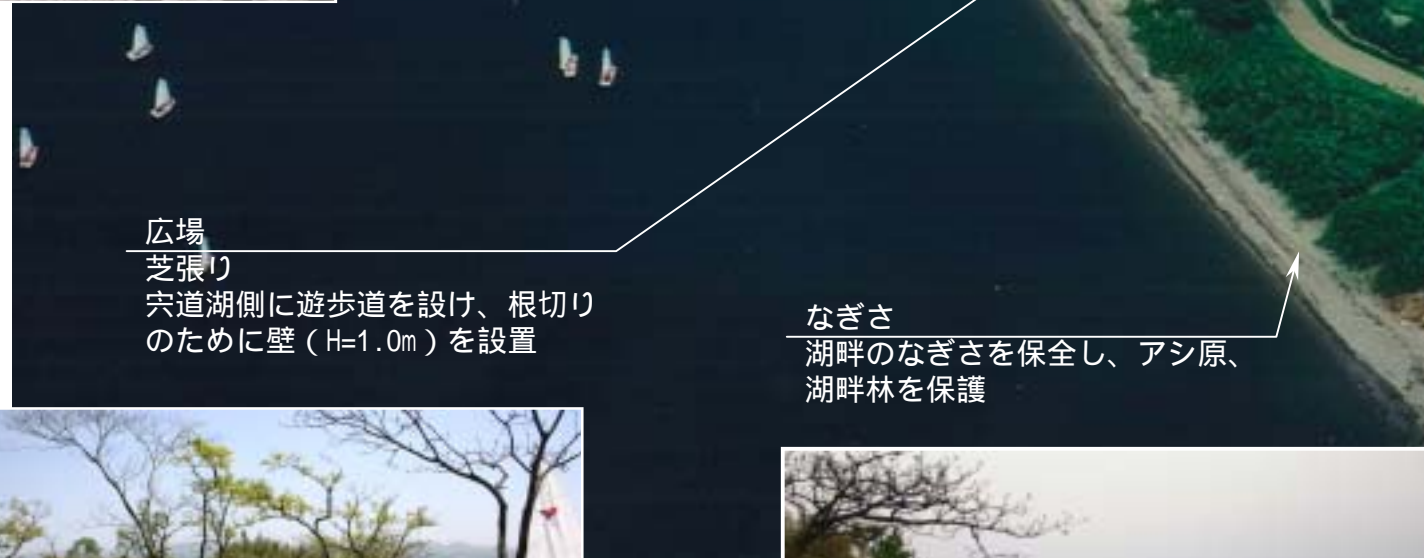 広場
芝張り
宍道湖側に遊歩道を設け、根切り
のために壁（H=1.0m）を設置
なぎさ
湖畔のなぎさを保全し、アシ原、
湖畔林を保護